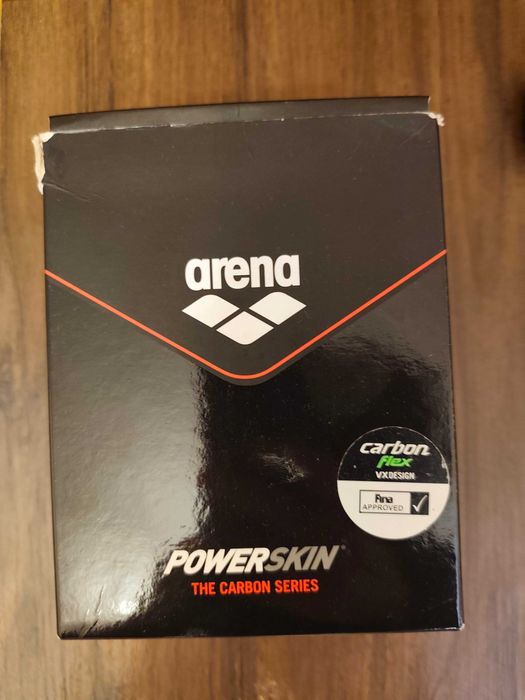 arena
carbon
flex
VXDESIGN
fina
APPROVED
POWERSKIN®
THE CARBON SERIES